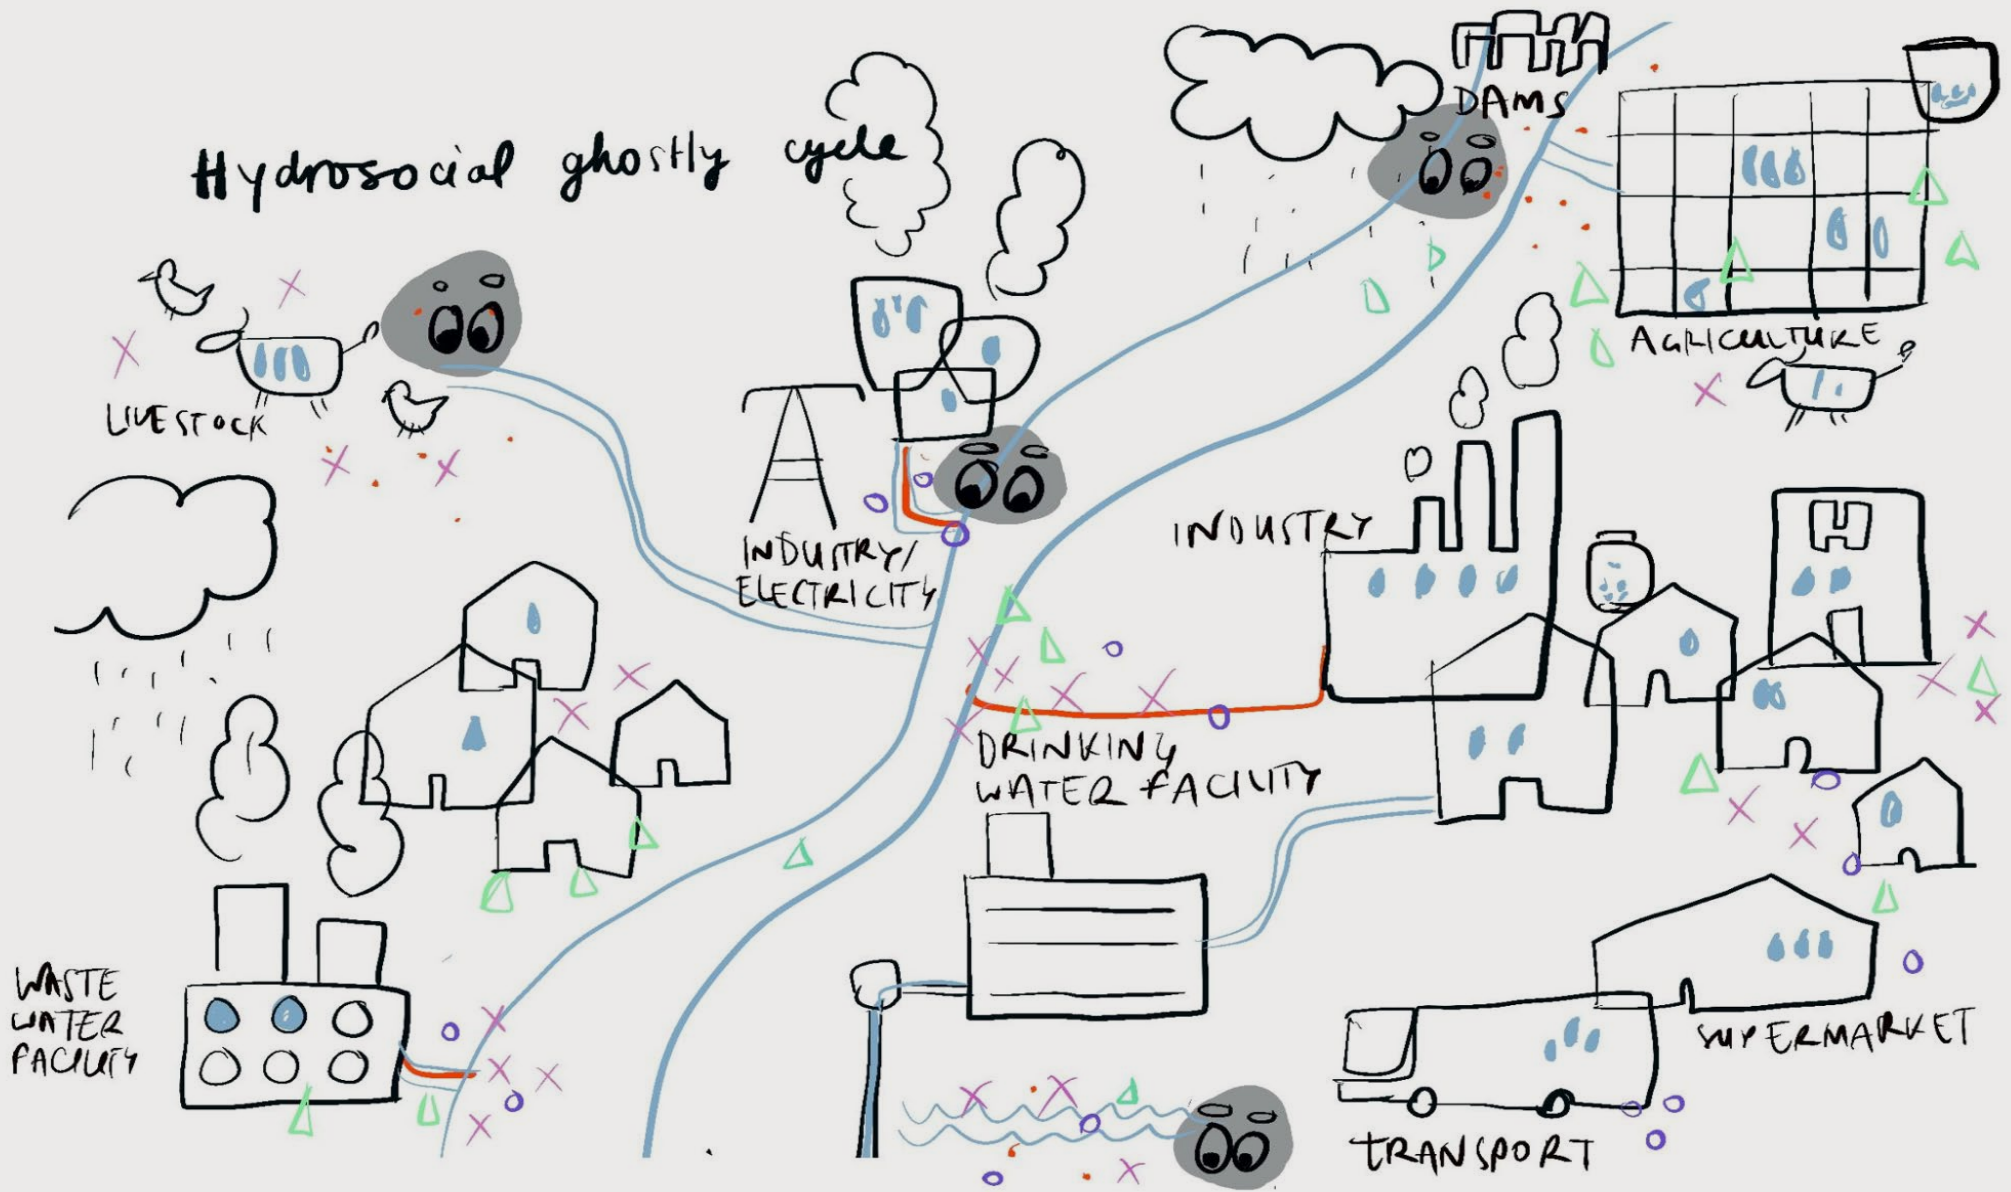 Hydrosocial ghostly cycle
DAMS
AGRICULTURE
LIVESTOCK
INDUSTRY/
ELECTRICITY
INDUSTRY
H
DRINKING
WATER FACILITY
WASTE
WATER
FACILITY
SUPERMARKET
TRANSPORT